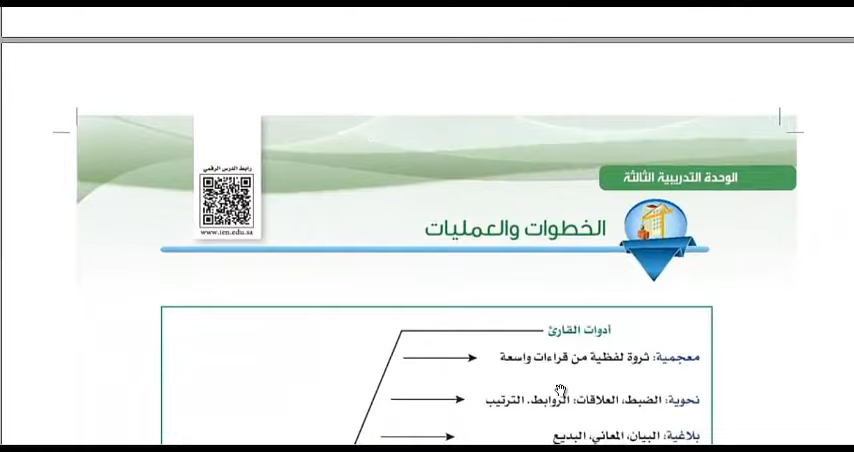 رابط الدرس الرقمي
www.ien.edu.sa
الوحدة التدريبية الثالثة
الخطوات والعمليات
أدوات القارئ
معجمية: ثروة لفظية من قراءات واسعة
نحوية: الضبط، العلاقات: الروابط. الترتيب
بلاغية: البيان، المعاني، البديع